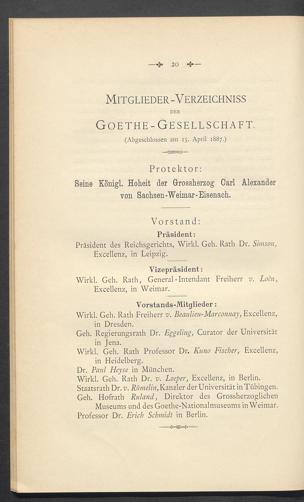 20
MITGLIEDER-VERZEICHNISS
DER
GOETHE-GESELLSCHAFT.
(Abgeschlossen am 15. April 1887.)
Protektor:
Seine Königl. Hoheit der Grossherzog Carl Alexander
von Sachsen-Weimar-Eisenach.
Vorstand:
Präsident:
Präsident des Reichsgerichts, Wirkl. Geh. Rath Dr. Simson,
Excellenz, in Leipzig.
Vizepräsident:
Wirkl. Geh. Rath, General-Intendant Freiherr v. Loën,
Excellenz, in Weimar.
Vorstands-Mitglieder:
Wirkl. Geh. Rath Freiherr v. Beaulieu-Marconnay, Excellenz,
in Dresden.
Geh. Regierungsrath Dr. Eggeling, Curator der Universität
in Jena.
Wirkl. Geh. Rath Professor Dr. Kuno Fischer, Excellenz,
in Heidelberg.
Dr. Paul Heyse in München.
Wirkl. Geh. Rath Dr. v. Loeper, Excellenz, in Berlin.
Staatsrath Dr. v. Rümelin, Kanzler der Universität in Tübingen.
Geh. Hofrath Ruland, Direktor des Grossherzoglichen
Museums und des Goethe-Nationalmuseums in Weimar.
Professor Dr. Erich Schmidt in Berlin.